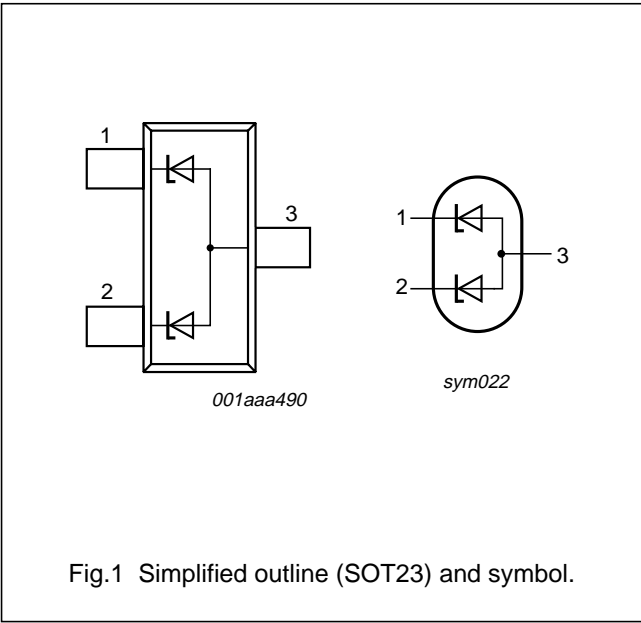 1
2
3
001aaa490
1
2
3
sym022
Fig.1 Simplified outline (SOT23) and symbol.